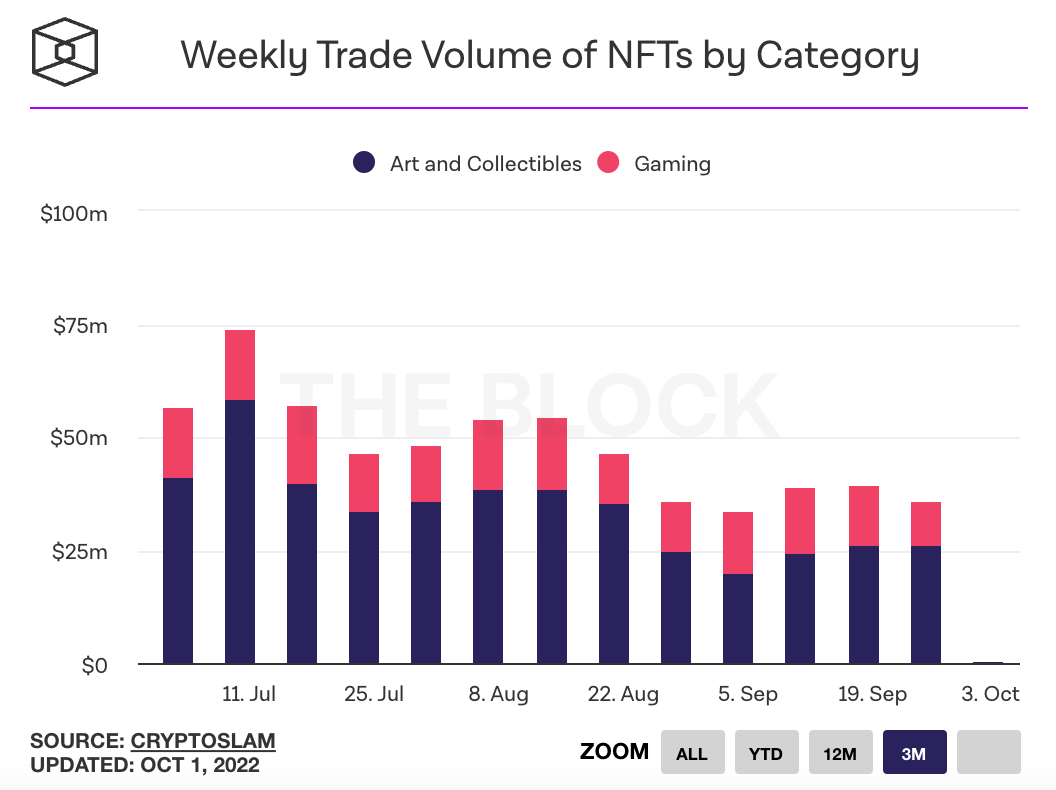 Weekly Trade Volume of NFTs by Category
Art and Collectibles Gaming
$100m
$75m
THE BLOCK
$50m
$25m
$0
11. Jul 25. Jul 8. Aug 22. Aug 5. Sep 19. Sep 3. Oct
SOURCE: CRYPTOSLAM
UPDATED: OCT 1, 2022
ZOOM ALL YTD 12M 3M